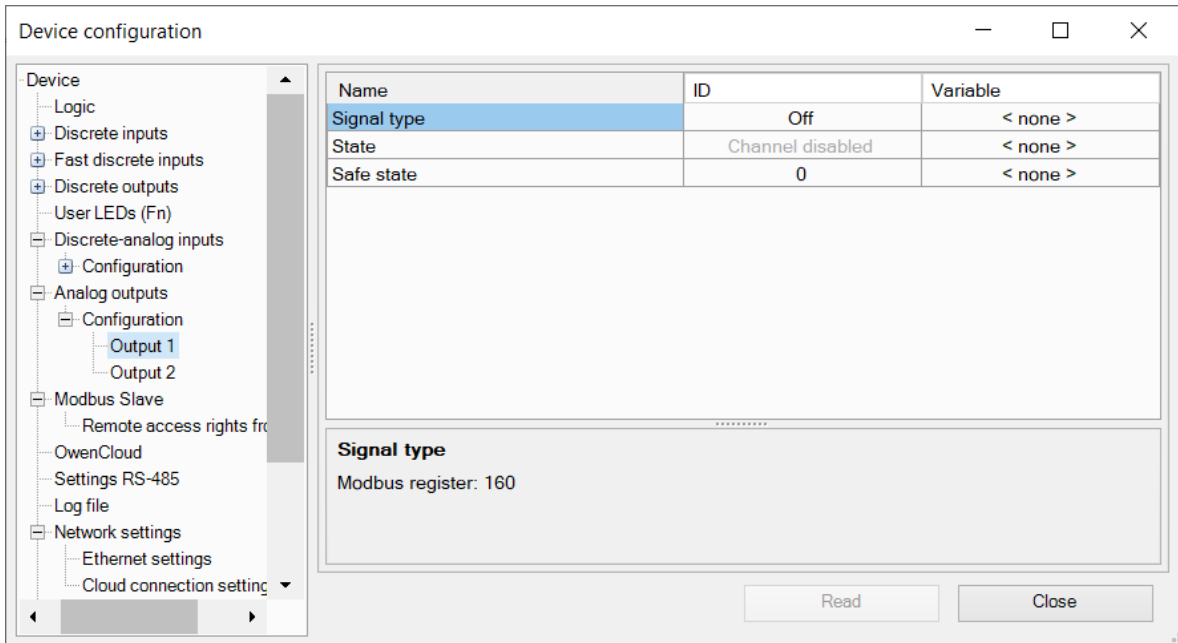 Device configuration
Device
Logic
Discrete inputs
Fast discrete inputs
Discrete outputs
User LEDs (Fn)
Discrete-analog inputs
Configuration
Analog outputs
Configuration
Output 1
Output 2
Modbus Slave
Remote access rights fro
OwenCloud
Settings RS-485
Log file
Network settings
Ethernet settings
Cloud connection setting
Name ID Variable
Signal type Off < none >
State Channel disabled < none >
Safe state 0 < none >
Signal type
Modbus register: 160
Read Close